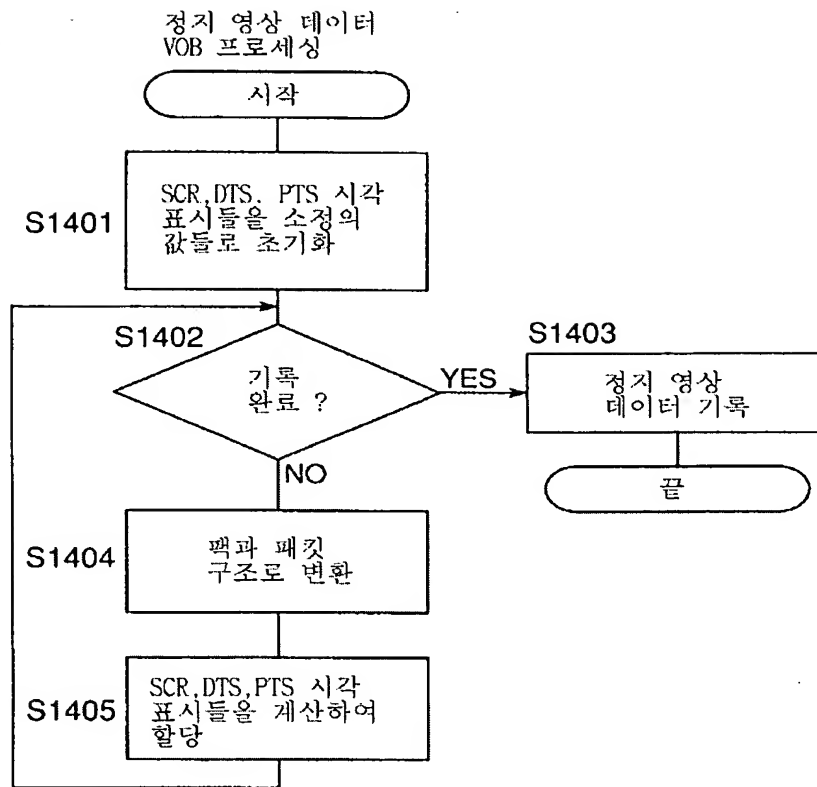 정지 영상 데이터
VOB 프로세싱
시작
S1401
SCR,DTS. PTS 시각
표시들을 소정의
값들로 초기화
S1402
기록
완료 ?
YES
S1403
정지 영상
데이터 기록
끝
NO
S1404
팩과 패킷
구조로 변환
S1405
SCR,DTS,PTS 시각
표시들을 계산하여
할당